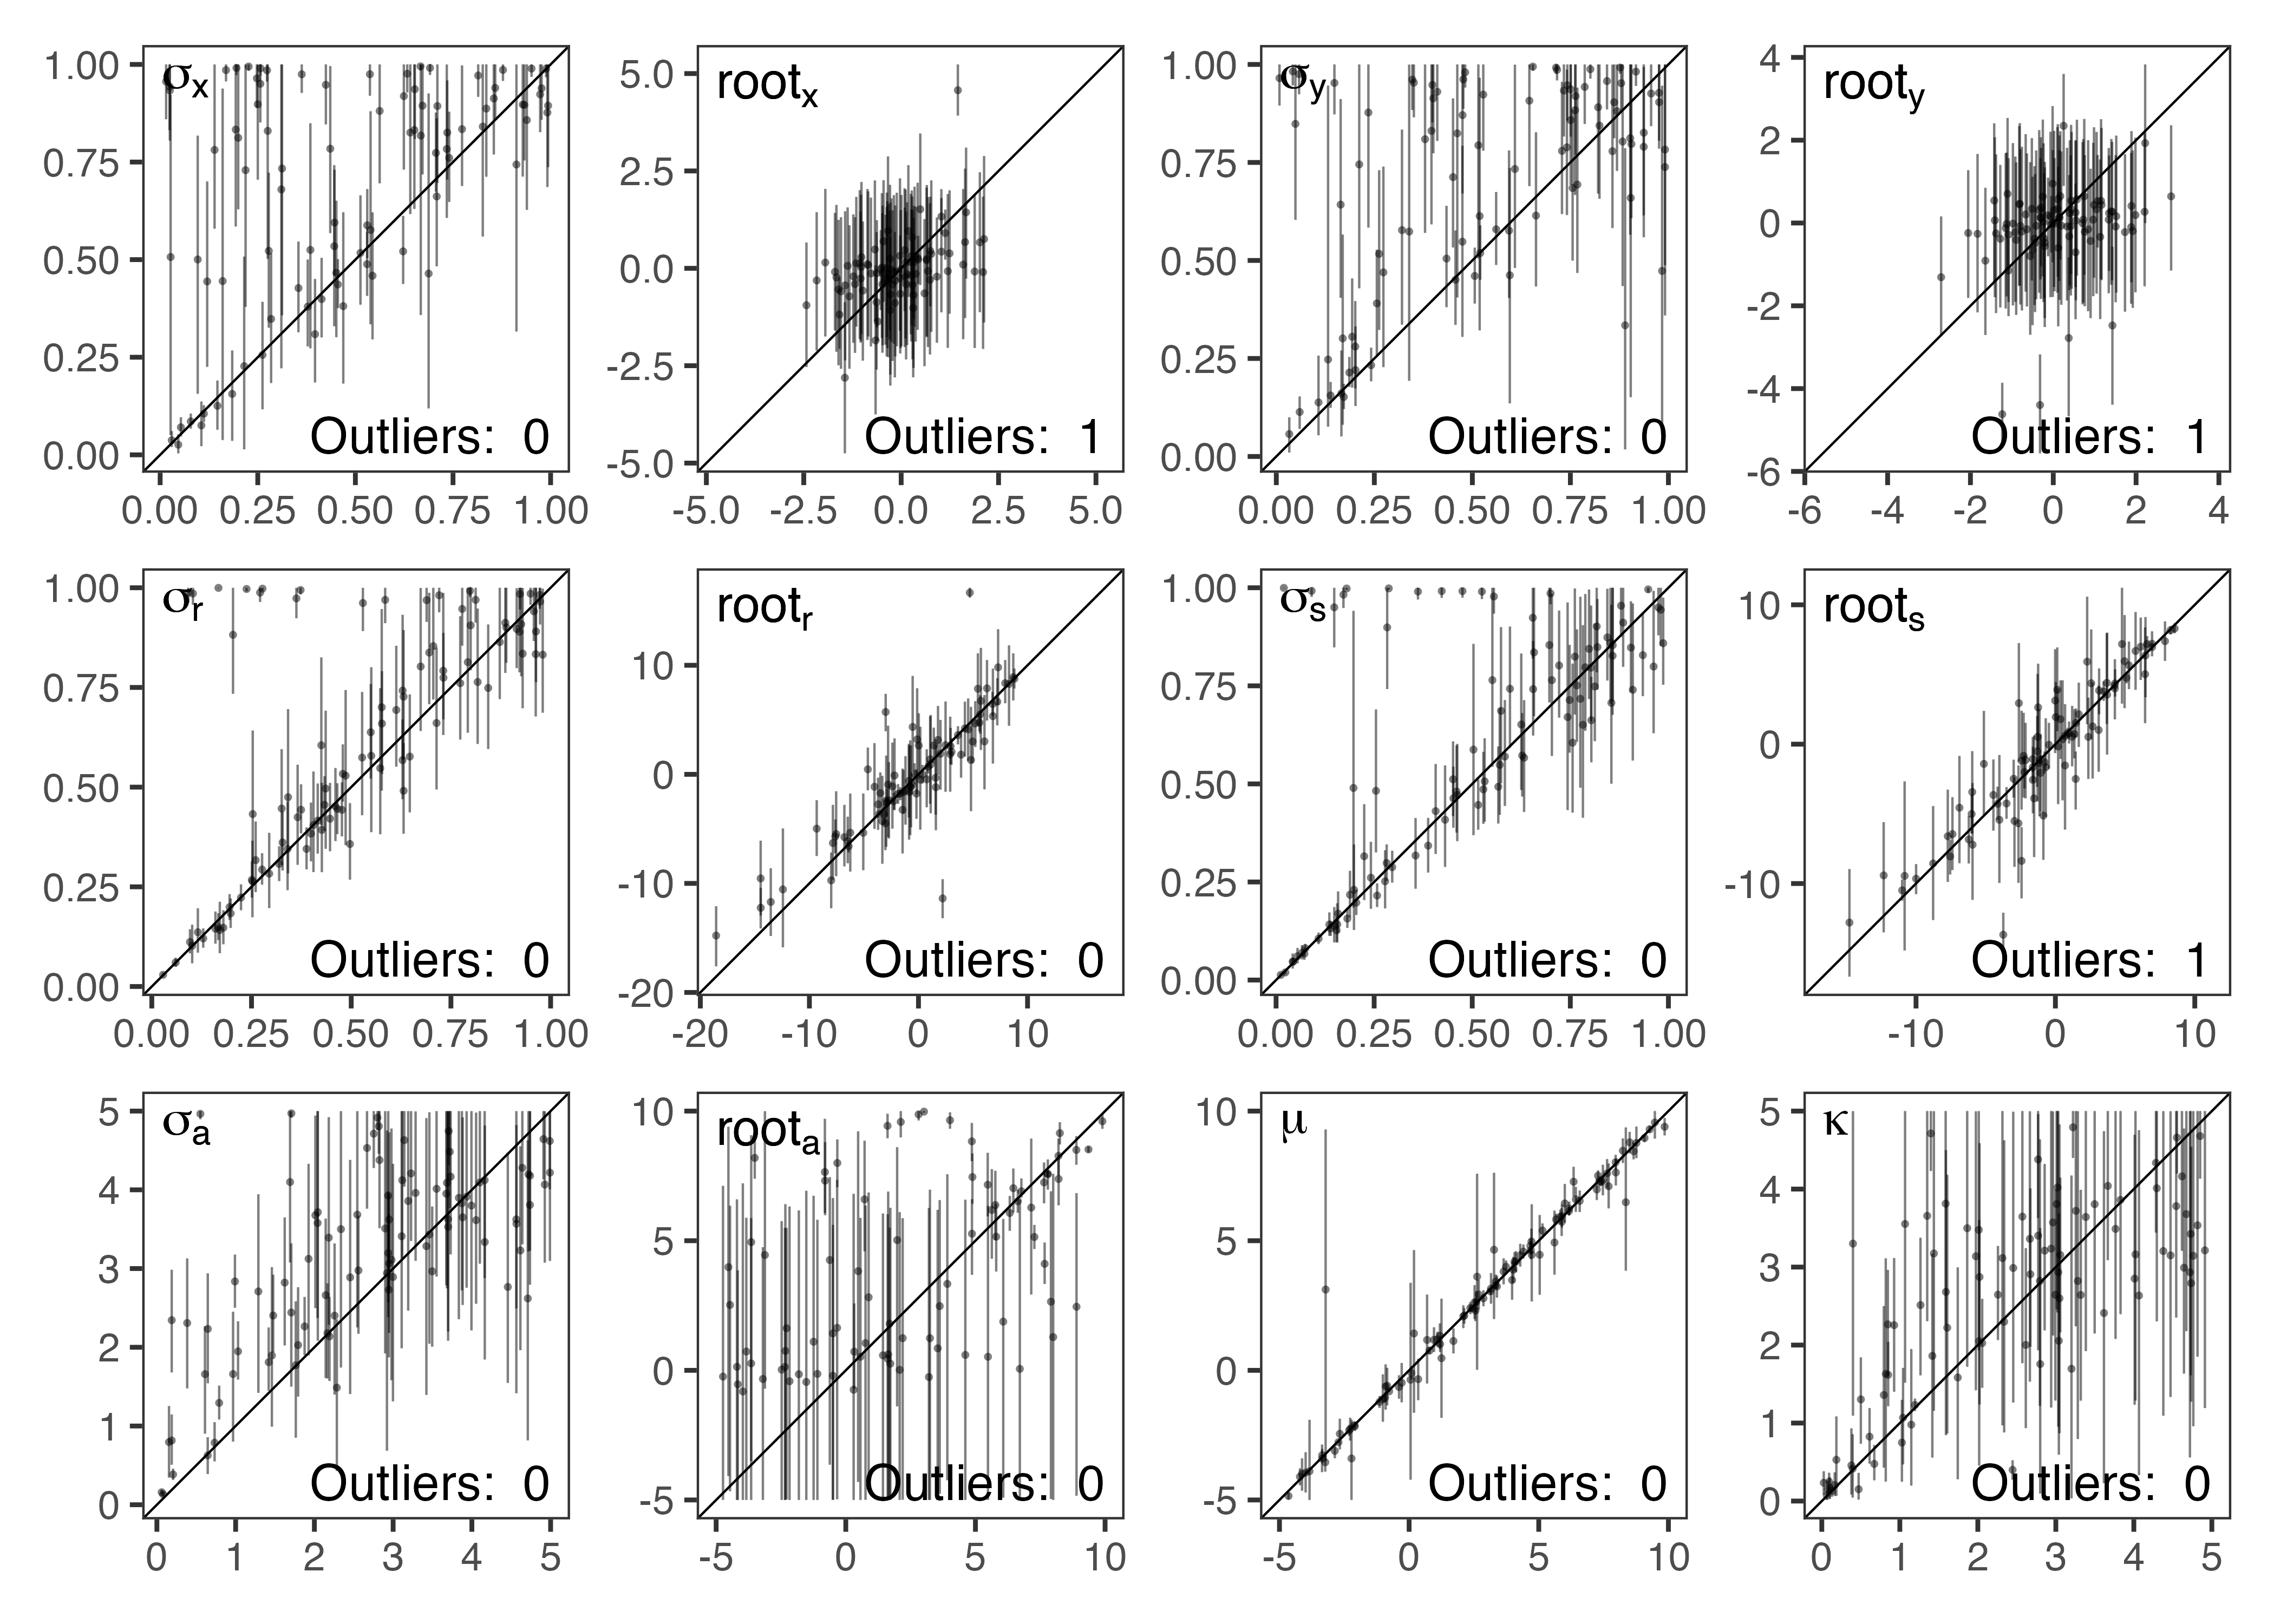 σx
1.00
0.75
0.50
0.25
0.00
Outliers: 0
0.00 0.25 0.50 0.75 1.00
rootx
5.0
2.5
0.0
-2.5
-5.0
Outliers: 1
-5.0 -2.5 0.0 2.5 5.0
σy
1.00
0.75
0.50
0.25
0.00
Outliers: 0
0.00 0.25 0.50 0.75 1.00
rooty
4
2
0
-2
-4
-6
Outliers: 1
-6 -4 -2 0 2 4
σr
1.00
0.75
0.50
0.25
0.00
Outliers: 0
0.00 0.25 0.50 0.75 1.00
rootr
10
0
-10
-20
Outliers: 0
-20 -10 0 10
σs
1.00
0.75
0.50
0.25
0.00
Outliers: 0
0.00 0.25 0.50 0.75 1.00
roots
10
0
-10
Outliers: 1
-10 0 10
σa
5
4
3
2
1
0
Outliers: 0
0 1 2 3 4 5
roota
10
5
0
-5
Outliers: 0
-5 0 5 10
μ
10
5
0
-5
Outliers: 0
-5 0 5 10
κ
5
4
3
2
1
0
Outliers: 0
0 1 2 3 4 5